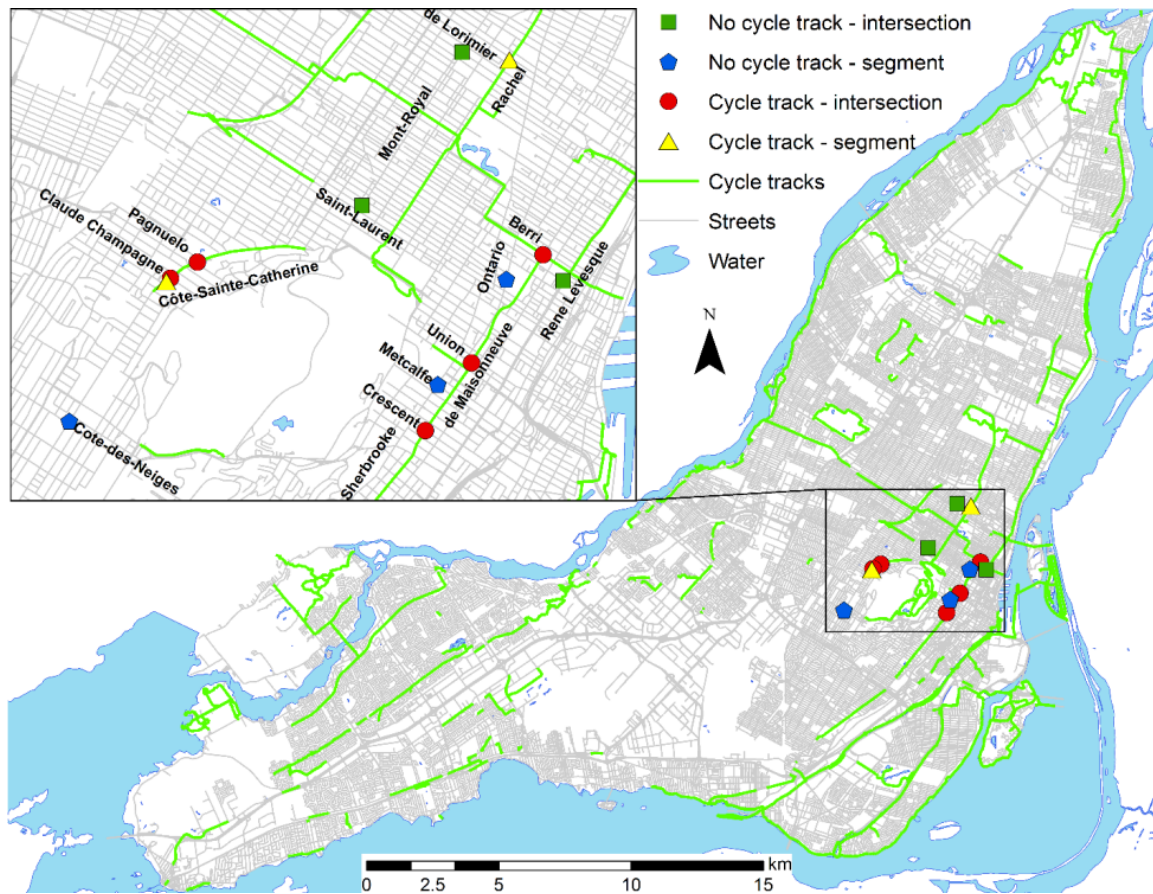 de Lorimier
Rachel
Mont-Royal
Saint-Laurent
Claude Champagne
Pagnuelo
Côte-Sainte-Catherine
Berri
Ontario
Rene Levesque
Union
Metcalfe
de Maisonneuve
Crescent
Sherbrooke
Cote-des-Neiges
No cycle track - intersection
No cycle track - segment
Cycle track - intersection
Cycle track - segment
Cycle tracks
Streets
Water
N
km
0 2.5 5 10 15